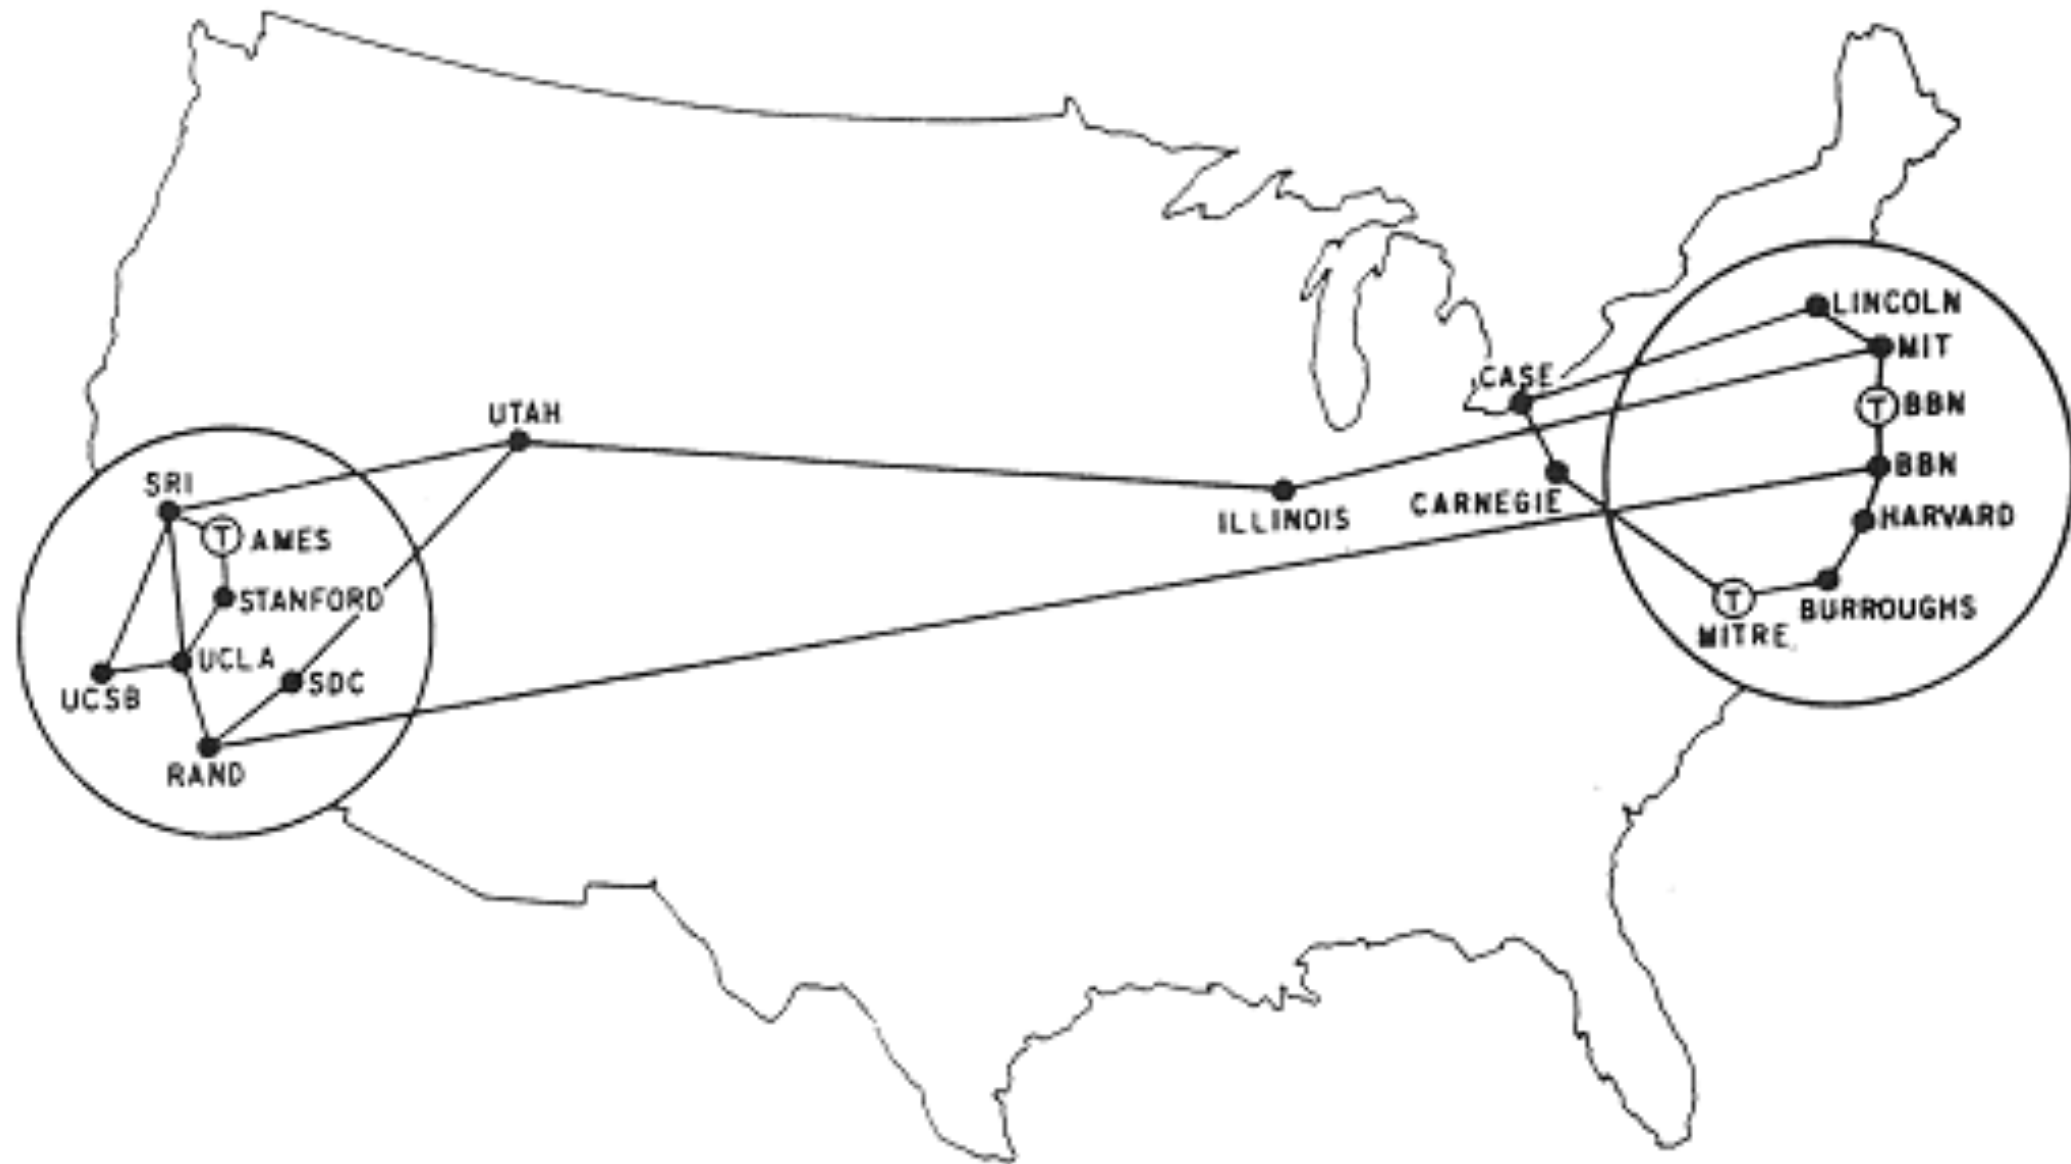 LINCOLN
MIT
T BBN
CASE
UTAH
BBN
SRI
CARNEGIE
ILLINOIS
HARVARD
T AMES
STANFORD
T
BURROUGHS
MITRE
UCLA
SDC
UCSB
RAND